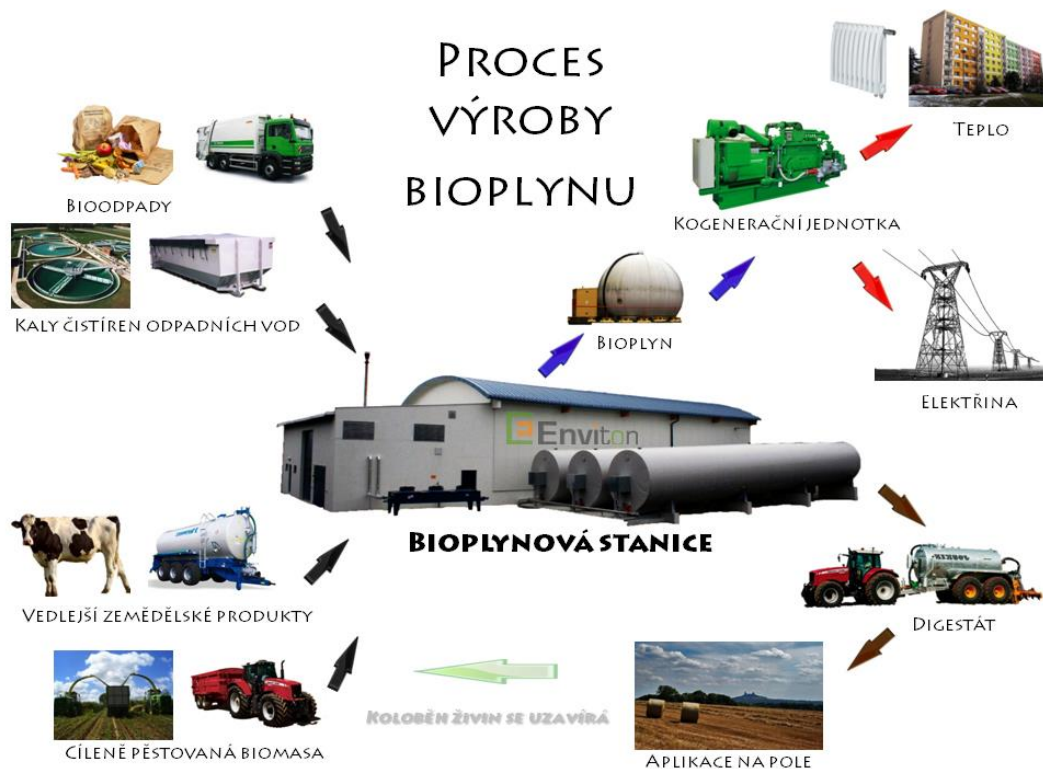 Proces
výroby
bioplynu
Teplo
Bioodpady
Kogenerační jednotka
Kaly čistíren odpadních vod
Bioplyn
Elektřina
Enviton
Bioplynová stanice
Vedlejší zemědělské produkty
Digestát
Koloběh živin se uzavírá
Cíleně pěstovaná biomasa
Aplikace na pole